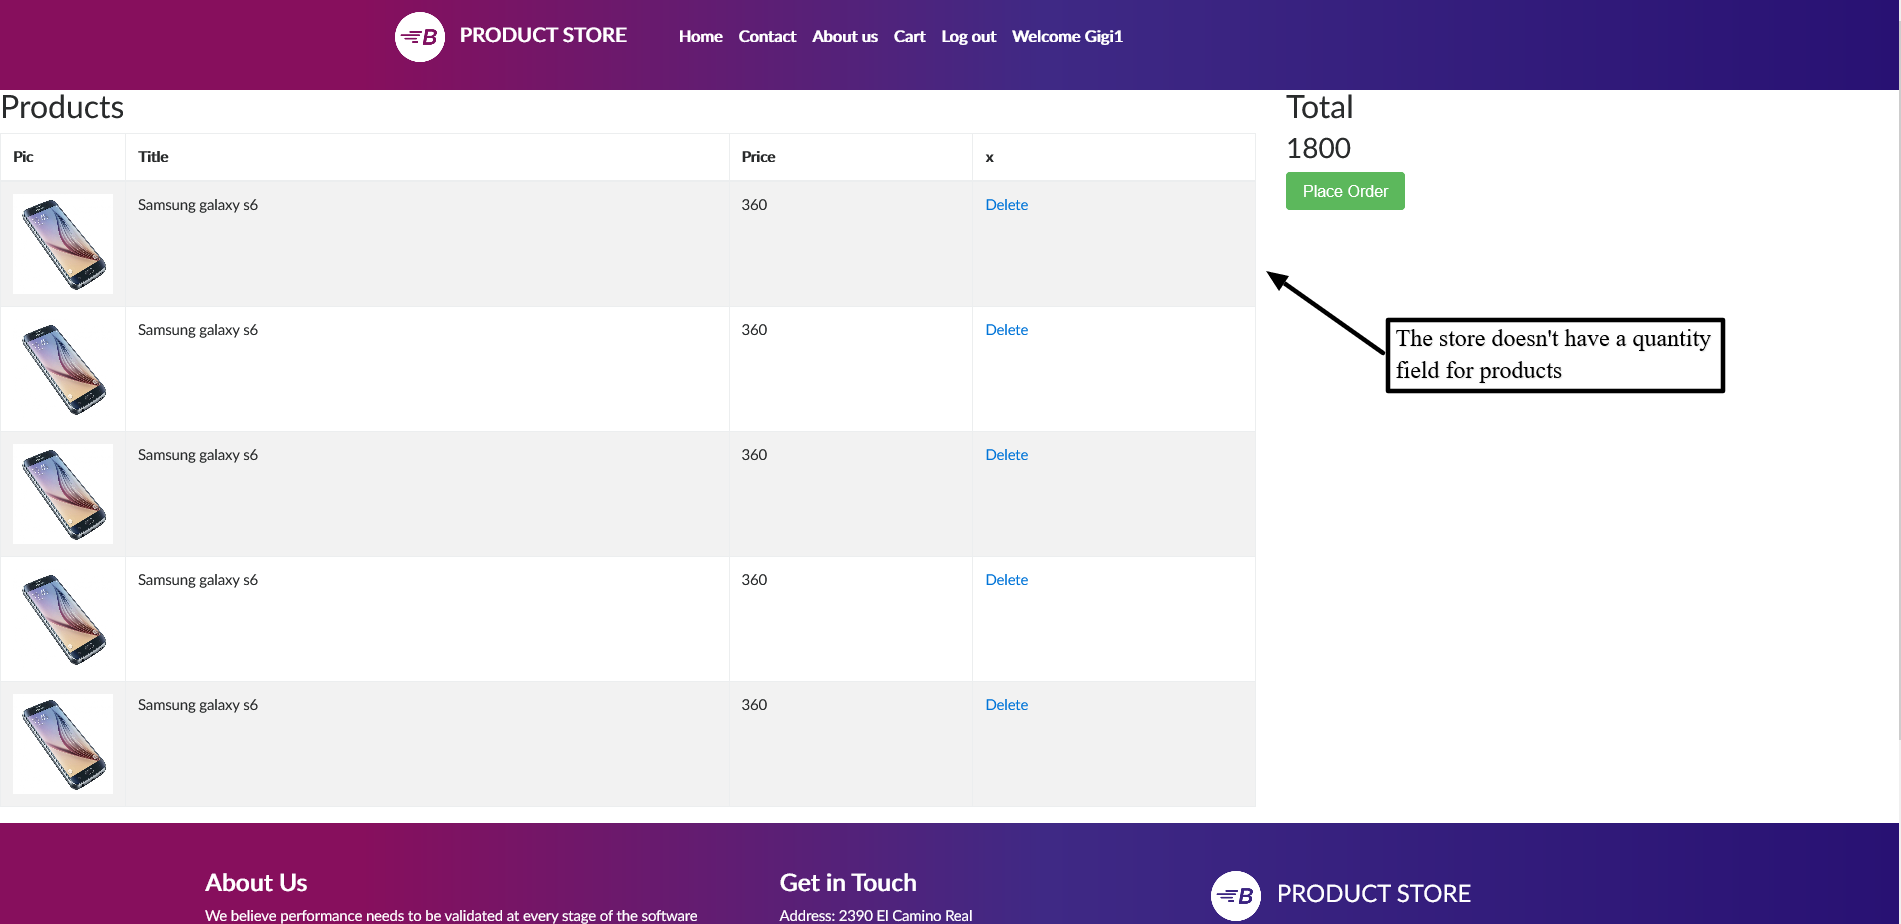 B PRODUCT STORE Home Contact About us Cart Log out Welcome Gigi1
Products
Total
1800
Place Order
Pic Title Price x
Samsung galaxy s6 360 Delete
Samsung galaxy s6 360 Delete
Samsung galaxy s6 360 Delete
Samsung galaxy s6 360 Delete
Samsung galaxy s6 360 Delete
The store doesn't have a quantity
field for products
About Us
We believe performance needs to be validated at every stage of the software
Get in Touch
Address: 2390 El Camino Real
B PRODUCT STORE